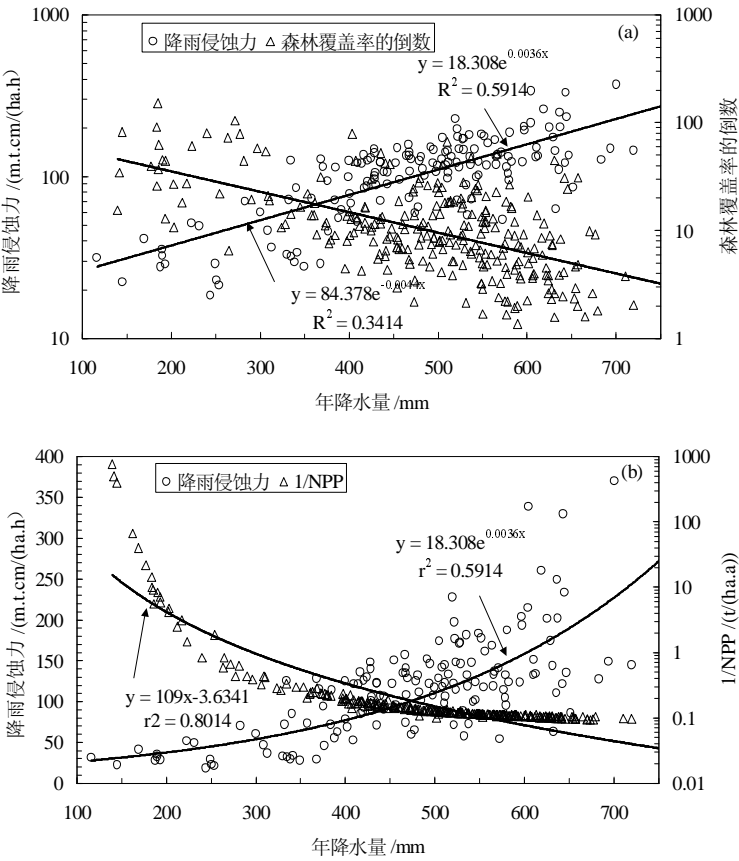 1000
1000
(a)
○ 降雨侵蚀力 △ 森林覆盖率的倒数
y = 18.308e^0.0036x
R^2 = 0.5914
100
100
10
y = 84.378e^-0.0044x
R^2 = 0.3414
10
1
降雨侵蚀力 /(m.t.cm/(ha.h)
森林覆盖率的倒数
100 200 300 400 500 600 700
年降水量 /mm
400
350
300
250
200
150
100
50
0
1000
100
10
1
0.1
0.01
(b)
○ 降雨侵蚀力 △ 1/NPP
y = 18.308e^0.0036x
r^2 = 0.5914
y = 109x-3.6341
r2 = 0.8014
降雨侵蚀力 /(m.t.cm/(ha.h)
1/NPP /(t/(ha.a))
100 200 300 400 500 600 700
年降水量 /mm